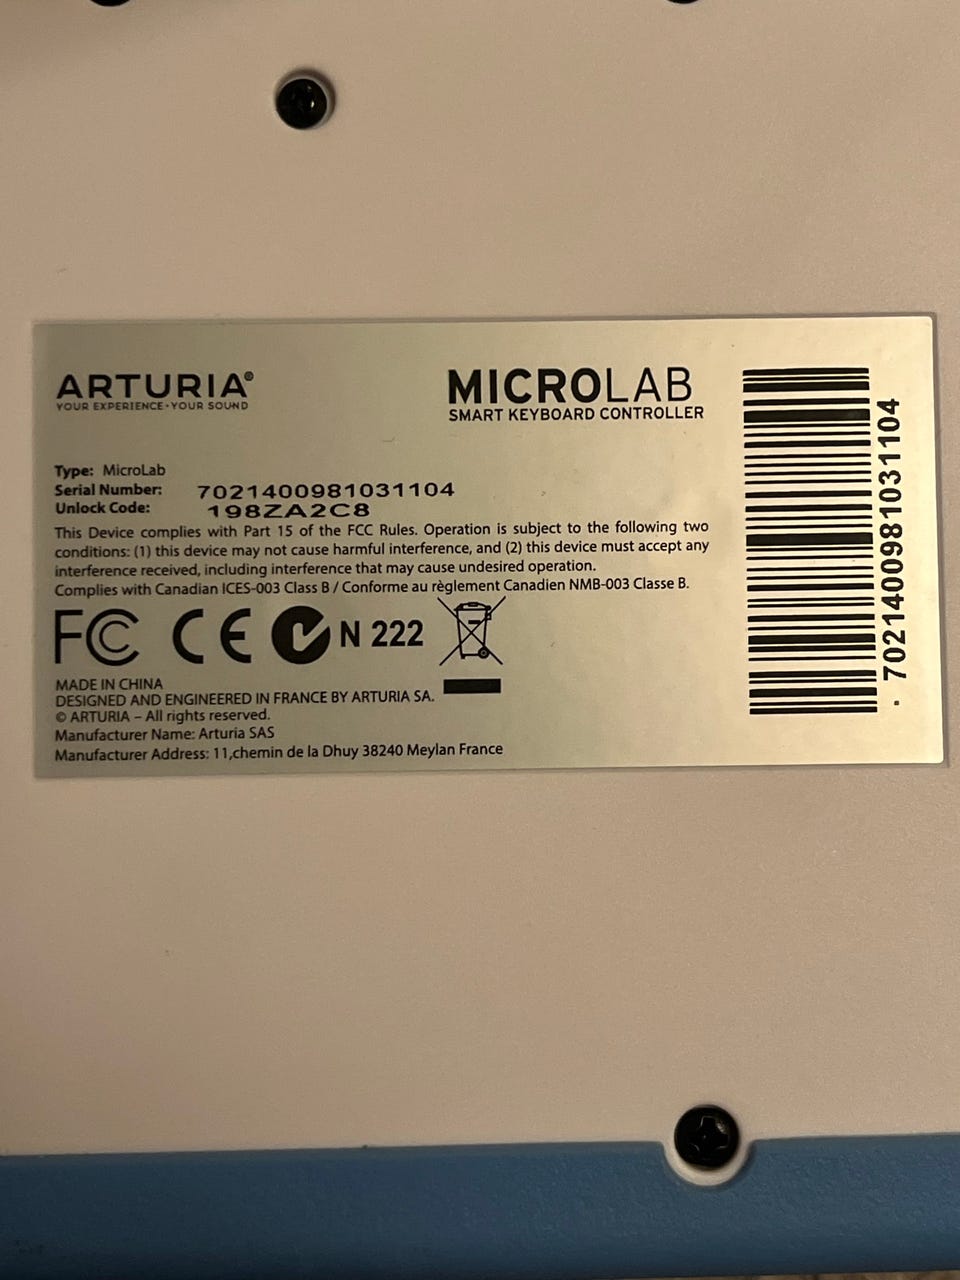 ARTURIA®
YOUR EXPERIENCE • YOUR SOUND
MICROLAB
SMART KEYBOARD CONTROLLER
Type: MicroLab
Serial Number: 7021400981031104
Unlock Code: 198ZA2C8
This Device complies with Part 15 of the FCC Rules. Operation is subject to the following two
conditions: (1) this device may not cause harmful interference, and (2) this device must accept any
interference received, including interference that may cause undesired operation.
Complies with Canadian ICES-003 Class B / Conforme au règlement Canadien NMB-003 Classe B.
FC CE N 222
MADE IN CHINA
DESIGNED AND ENGINEERED IN FRANCE BY ARTURIA SA.
© ARTURIA – All rights reserved.
Manufacturer Name: Arturia SAS
Manufacturer Address: 11,chemin de la Dhuy 38240 Meylan France
7021400981031104